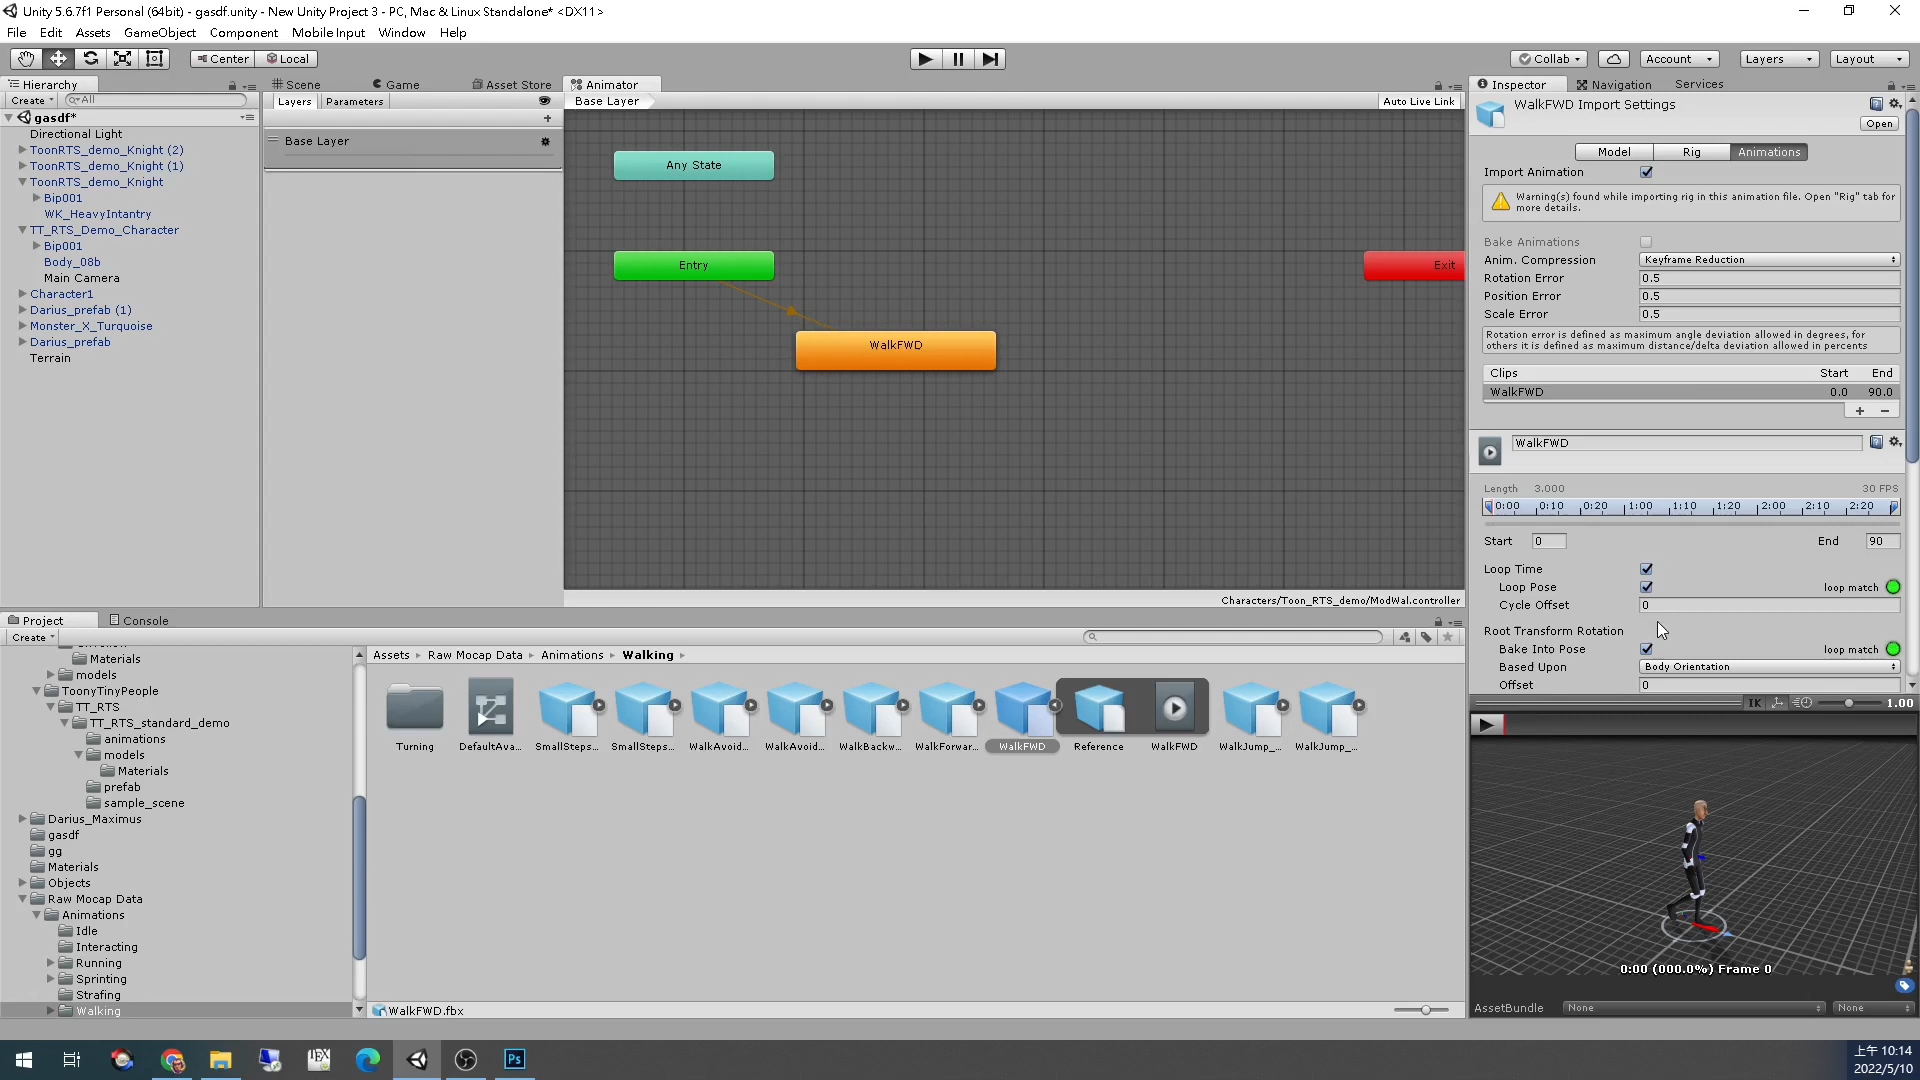 Unity 5.6.7f1 Personal (64bit) - gasdf.unity - New Unity Project 3 - PC, Mac & Linux Standalone* <DX11>
File Edit Assets GameObject Component Mobile Input Window Help
Center Local Collab Account Layers Layout
Hierarchy
Create All
gasdf*
Directional Light
ToonRTS_demo_Knight (2)
ToonRTS_demo_Knight (1)
ToonRTS_demo_Knight
Bip001
WK_HeavyIntantry
TT_RTS_Demo_Character
Bip001
Body_08b
Main Camera
Character1
Darius_prefab (1)
Monster_X_Turquoise
Darius_prefab
Terrain
Scene Game Asset Store Animator
Layers Parameters
Base Layer
Base Layer
Auto Live Link
Any State
Entry
Exit
WalkFWD
Characters/Toon_RTS_demo/ModWal.controller
Inspector Navigation Services
WalkFWD Import Settings
Open
Model Rig Animations
Import Animation
Warning(s) found while importing rig in this animation file. Open "Rig" tab for
more details.
Bake Animations
Anim. Compression Keyframe Reduction
Rotation Error 0.5
Position Error 0.5
Scale Error 0.5
Rotation error is defined as maximum angle deviation allowed in degrees, for
others it is defined as maximum distance/delta deviation allowed in percents
Clips Start End
WalkFWD 0.0 90.0
WalkFWD
Length 3.000 30 FPS
0:00 0:10 0:20 1:00 1:10 1:20 2:00 2:10 2:20
Start 0 End 90
Loop Time
Loop Pose loop match
Cycle Offset 0
Root Transform Rotation
Bake Into Pose loop match
Based Upon Body Orientation
Offset 0
IK 1.00
0:00 (000.0%) Frame 0
AssetBundle None None
Project Console
Create
Materials
models
ToonyTinyPeople
TT_RTS
TT_RTS_standard_demo
animations
models
Materials
prefab
sample_scene
Darius_Maximus
gasdf
gg
Materials
Objects
Raw Mocap Data
Animations
Idle
Interacting
Running
Sprinting
Strafing
Walking
Assets Raw Mocap Data Animations Walking
Turning DefaultAva... SmallSteps... SmallSteps... WalkAvoid... WalkAvoid... WalkBackw... WalkForwar... WalkFWD Reference WalkFWD WalkJump_... WalkJump_...
WalkFWD.fbx
Ps
上午 10:14
2022/5/10